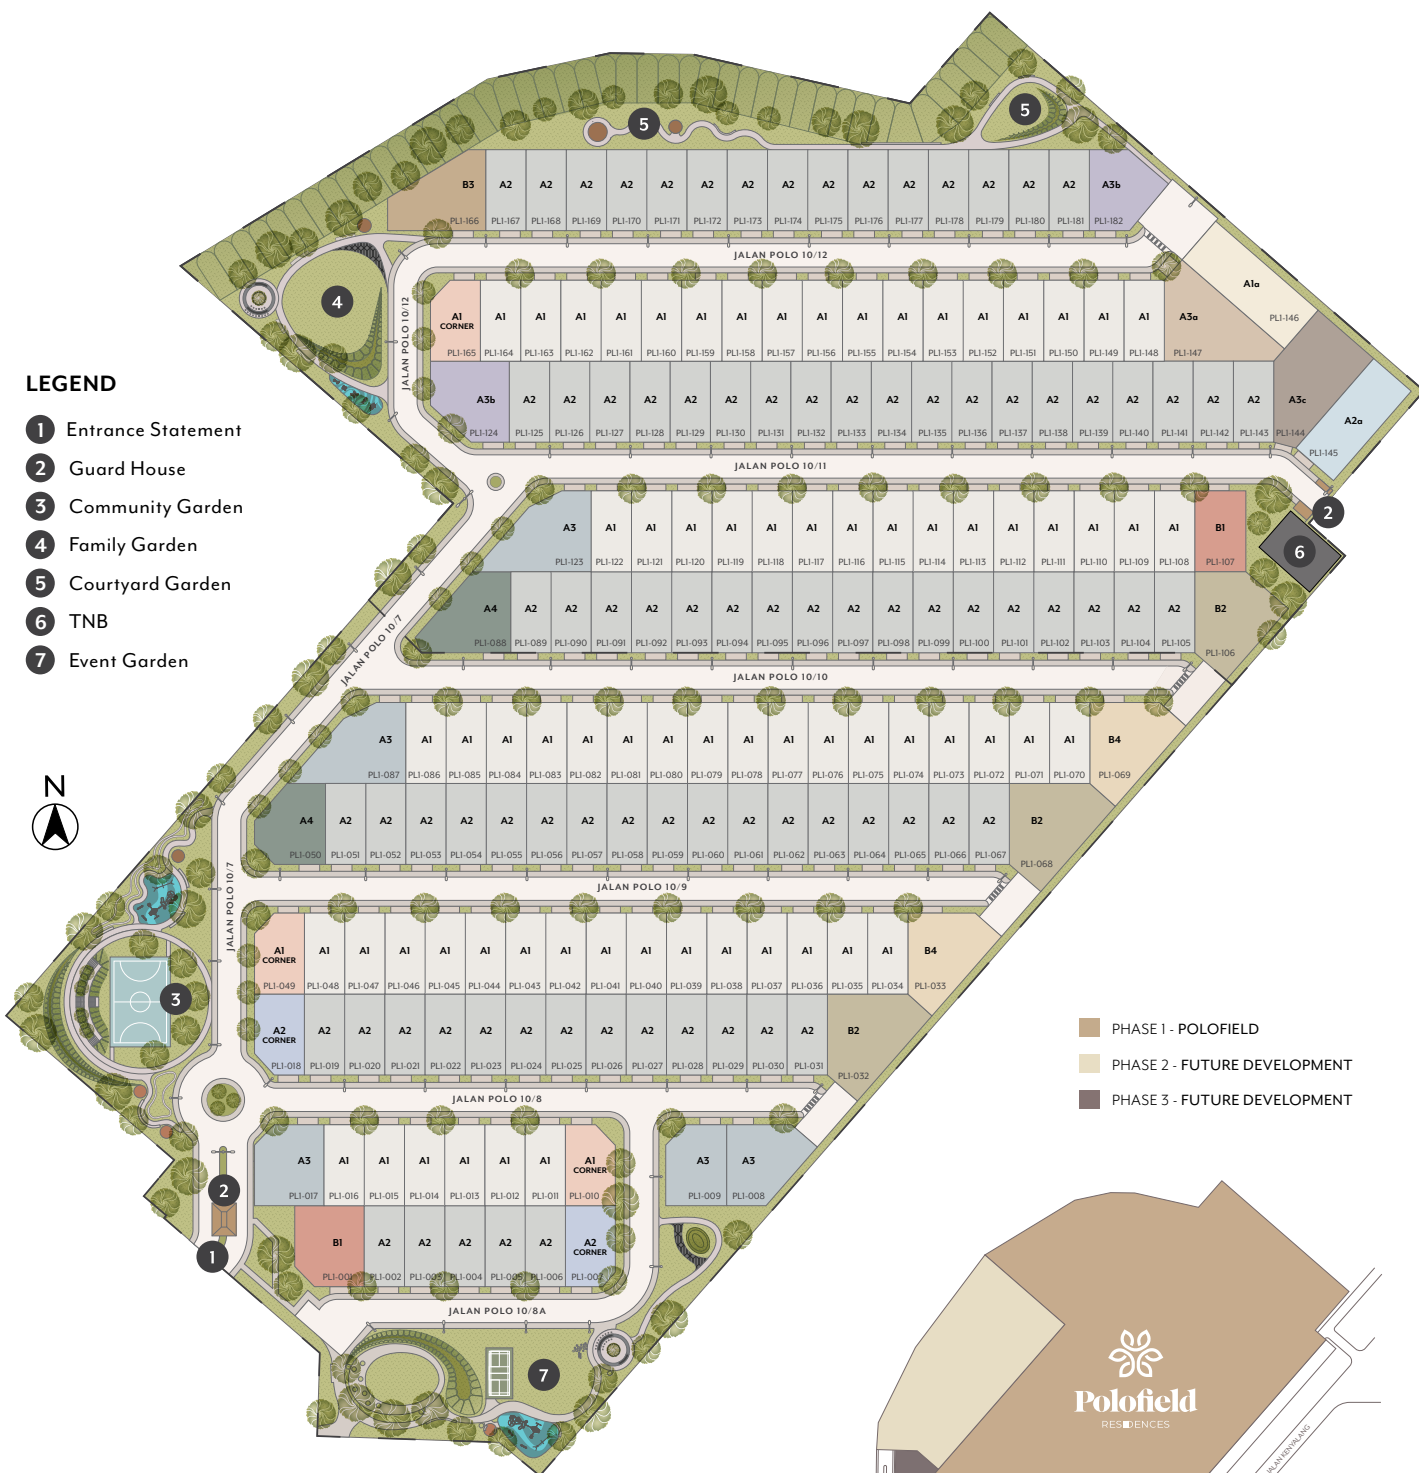 5
5
B3 A2 A2 A2 A2 A2 A2 A2 A2 A2 A2 A2 A2 A2 A2 A2 A3b
PL1-166 PL1-167 PL1-168 PL1-169 PL1-170 PL1-171 PL1-172 PL1-173 PL1-174 PL1-175 PL1-176 PL1-177 PL1-178 PL1-179 PL1-180 PL1-181 PL1-182
JALAN POLO 10/12
4
JALAN POLO 10/12
A1a
PL1-146
A1 CORNER A1 A1 A1 A1 A1 A1 A1 A1 A1 A1 A1 A1 A1 A1 A1 A1 A1 A3a
PL1-165 PL1-164 PL1-163 PL1-162 PL1-161 PL1-160 PL1-159 PL1-158 PL1-157 PL1-156 PL1-155 PL1-154 PL1-153 PL1-152 PL1-151 PL1-150 PL1-149 PL1-148 PL1-147
A3b A2 A2 A2 A2 A2 A2 A2 A2 A2 A2 A2 A2 A2 A2 A2 A2 A2 A2 A2 A3c A2a
PL1-124 PL1-125 PL1-126 PL1-127 PL1-128 PL1-129 PL1-130 PL1-131 PL1-132 PL1-133 PL1-134 PL1-135 PL1-136 PL1-137 PL1-138 PL1-139 PL1-140 PL1-141 PL1-142 PL1-143 PL1-144 PL1-145
JALAN POLO 10/11
LEGEND
1 Entrance Statement
2 Guard House
3 Community Garden
4 Family Garden
5 Courtyard Garden
6 TNB
7 Event Garden
2
6
A3 A1 A1 A1 A1 A1 A1 A1 A1 A1 A1 A1 A1 A1 A1 A1 B1
PL1-123 PL1-122 PL1-121 PL1-120 PL1-119 PL1-118 PL1-117 PL1-116 PL1-115 PL1-114 PL1-113 PL1-112 PL1-111 PL1-110 PL1-109 PL1-108 PL1-107
A4 A2 A2 A2 A2 A2 A2 A2 A2 A2 A2 A2 A2 A2 A2 A2 A2 A2 B2
PL1-088 PL1-089 PL1-090 PL1-091 PL1-092 PL1-093 PL1-094 PL1-095 PL1-096 PL1-097 PL1-098 PL1-099 PL1-100 PL1-101 PL1-102 PL1-103 PL1-104 PL1-105 PL1-106
JALAN POLO 10/7
JALAN POLO 10/10
A3 A1 A1 A1 A1 A1 A1 A1 A1 A1 A1 A1 A1 A1 A1 A1 A1 A1 B4
PL1-087 PL1-086 PL1-085 PL1-084 PL1-083 PL1-082 PL1-081 PL1-080 PL1-079 PL1-078 PL1-077 PL1-076 PL1-075 PL1-074 PL1-073 PL1-072 PL1-071 PL1-070 PL1-069
N
A4 A2 A2 A2 A2 A2 A2 A2 A2 A2 A2 A2 A2 A2 A2 A2 A2 A2 B2
PL1-050 PL1-051 PL1-052 PL1-053 PL1-054 PL1-055 PL1-056 PL1-057 PL1-058 PL1-059 PL1-060 PL1-061 PL1-062 PL1-063 PL1-064 PL1-065 PL1-066 PL1-067 PL1-068
JALAN POLO 10/7
JALAN POLO 10/9
A1 CORNER A1 A1 A1 A1 A1 A1 A1 A1 A1 A1 A1 A1 A1 A1 A1 B4
PL1-049 PL1-048 PL1-047 PL1-046 PL1-045 PL1-044 PL1-043 PL1-042 PL1-041 PL1-040 PL1-039 PL1-038 PL1-037 PL1-036 PL1-035 PL1-034 PL1-033
3
A2 CORNER A2 A2 A2 A2 A2 A2 A2 A2 A2 A2 A2 A2 A2 B2
PL1-018 PL1-019 PL1-020 PL1-021 PL1-022 PL1-023 PL1-024 PL1-025 PL1-026 PL1-027 PL1-028 PL1-029 PL1-030 PL1-031 PL1-032
JALAN POLO 10/8
PHASE 1 - POLOFIELD
PHASE 2 - FUTURE DEVELOPMENT
PHASE 3 - FUTURE DEVELOPMENT
A3 A1 A1 A1 A1 A1 A1 A1 CORNER A3 A3
PL1-017 PL1-016 PL1-015 PL1-014 PL1-013 PL1-012 PL1-011 PL1-010 PL1-009 PL1-008
2
1
B1 A2 A2 A2 A2 A2 A2 CORNER
PL1-001 PL1-002 PL1-003 PL1-004 PL1-005 PL1-006 PL1-007
JALAN POLO 10/8A
7
Polofield
RESIDENCES
JALAN KENYALANG